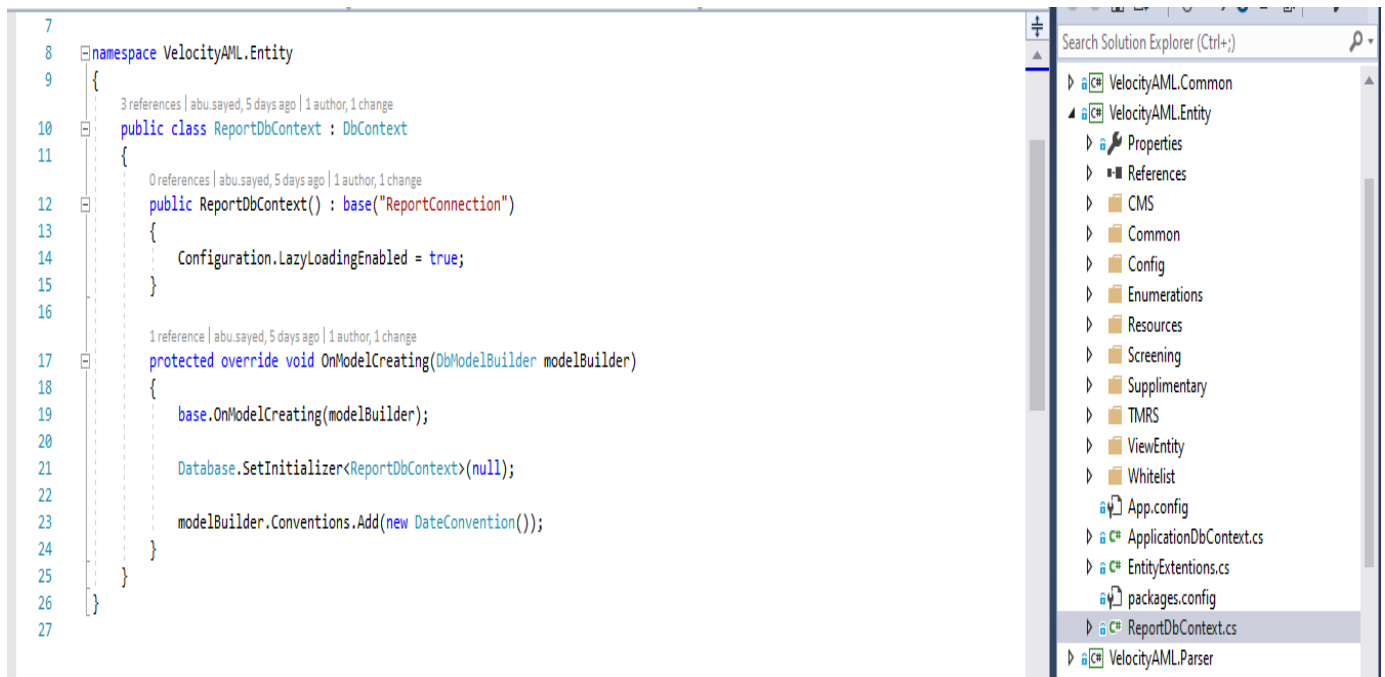 7
8 namespace VelocityAML.Entity
9 {
3 references | abu.sayed, 5 days ago | 1 author, 1 change
10 public class ReportDbContext : DbContext
11 {
0 references | abu.sayed, 5 days ago | 1 author, 1 change
12 public ReportDbContext() : base("ReportConnection")
13 {
14 Configuration.LazyLoadingEnabled = true;
15 }
16
1 reference | abu.sayed, 5 days ago | 1 author, 1 change
17 protected override void OnModelCreating(DbModelBuilder modelBuilder)
18 {
19 base.OnModelCreating(modelBuilder);
20
21 Database.SetInitializer<ReportDbContext>(null);
22
23 modelBuilder.Conventions.Add(new DateConvention());
24 }
25 }
26 }
27
Search Solution Explorer (Ctrl+;)
C# VelocityAML.Common
C# VelocityAML.Entity
Properties
References
CMS
Common
Config
Enumerations
Resources
Screening
Supplimentary
TMRS
ViewEntity
Whitelist
App.config
C# ApplicationDbContext.cs
C# EntityExtentions.cs
packages.config
C# ReportDbContext.cs
C# VelocityAML.Parser